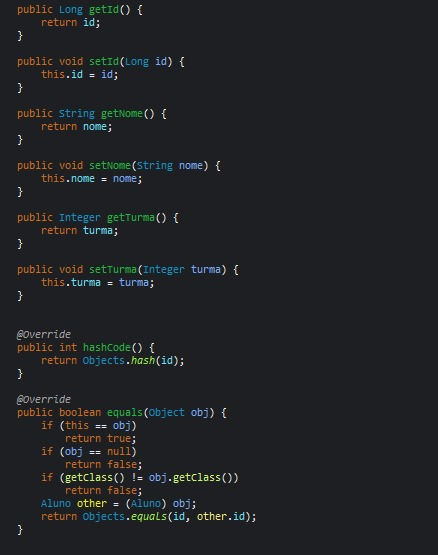 public Long getId() {
    return id;
}
public void setId(Long id) {
    this.id = id;
}
public String getNome() {
    return nome;
}
public void setNome(String nome) {
    this.nome = nome;
}
public Integer getTurma() {
    return turma;
}
public void setTurma(Integer turma) {
    this.turma = turma;
}
@Override
public int hashCode() {
    return Objects.hash(id);
}
@Override
public boolean equals(Object obj) {
    if (this == obj)
        return true;
    if (obj == null)
        return false;
    if (getClass() != obj.getClass())
        return false;
    Aluno other = (Aluno) obj;
    return Objects.equals(id, other.id);
}